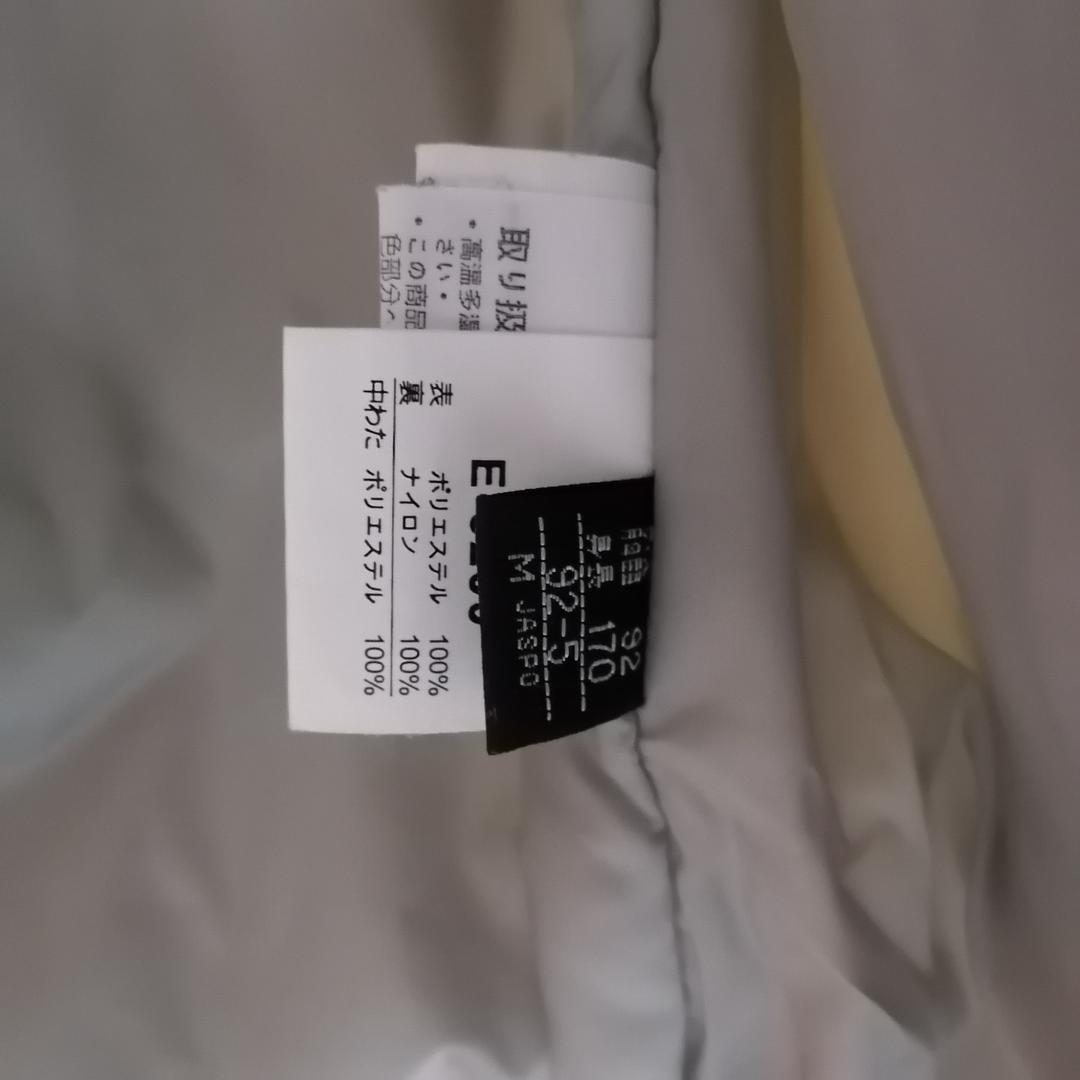 取り扱
・高温多湿
さい。
・この商品
色部分へ
E
表 ポリエステル 100%
裏 ナイロン 100%
中わた ポリエステル 100%
92
身長 170
92-5
M JASPO